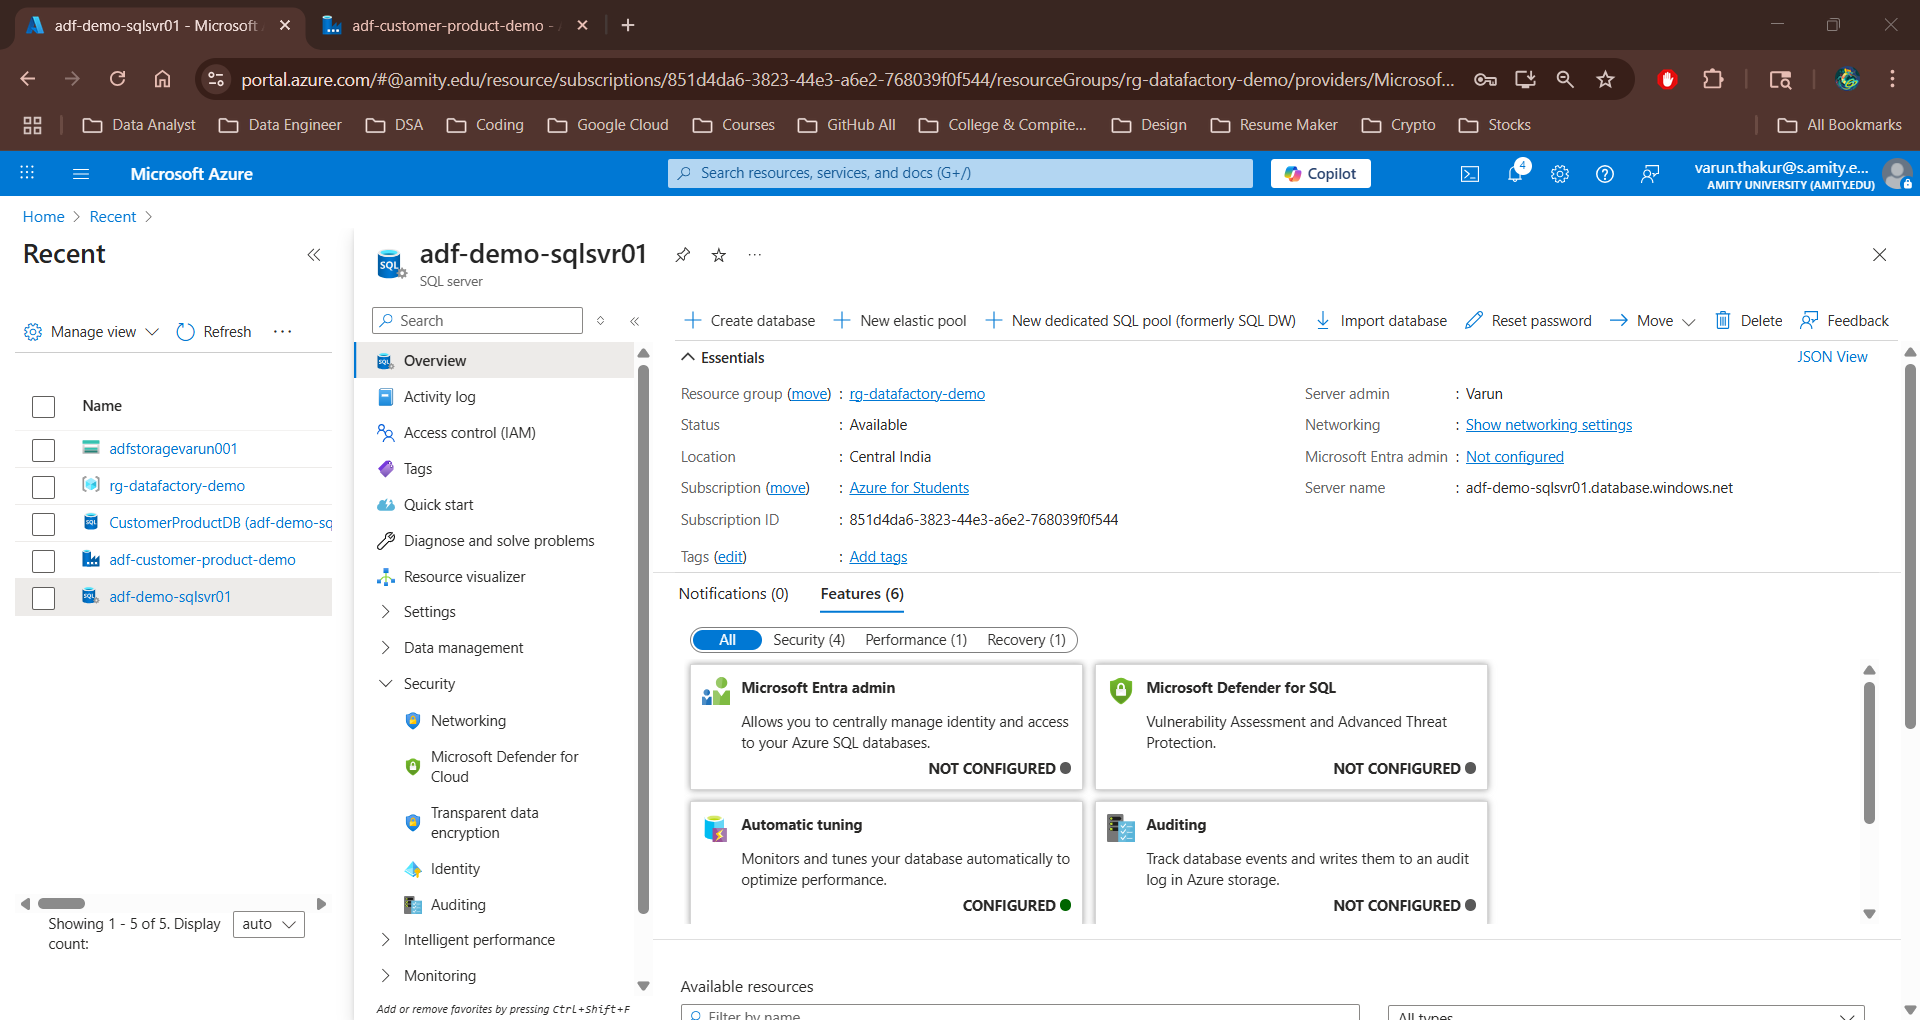 adf-demo-sqlsvr01 - Microsoft
adf-customer-product-demo -
portal.azure.com/#@amity.edu/resource/subscriptions/851d4da6-3823-44e3-a6e2-768039f0f544/resourceGroups/rg-datafactory-demo/providers/Microsof...
Data Analyst
Data Engineer
DSA
Coding
Google Cloud
Courses
GitHub All
College & Compite...
Design
Resume Maker
Crypto
Stocks
All Bookmarks
Microsoft Azure
Search resources, services, and docs (G+/)
Copilot
4
varun.thakur@s.amity.e...
AMITY UNIVERSITY (AMITY.EDU)
Home
Recent
Recent
Manage view
Refresh
Name
adfstoragevarun001
rg-datafactory-demo
CustomerProductDB (adf-demo-sq
adf-customer-product-demo
adf-demo-sqlsvr01
Showing 1 - 5 of 5. Display
count:
auto
SQL
adf-demo-sqlsvr01
SQL server
Search
Overview
Activity log
Access control (IAM)
Tags
Quick start
Diagnose and solve problems
Resource visualizer
Settings
Data management
Security
Networking
Microsoft Defender for
Cloud
Transparent data
encryption
Identity
Auditing
Intelligent performance
Monitoring
Add or remove favorites by pressing Ctrl+Shift+F
Create database
New elastic pool
New dedicated SQL pool (formerly SQL DW)
Import database
Reset password
Move
Delete
Feedback
Essentials
JSON View
Resource group (move) : rg-datafactory-demo
Status : Available
Location : Central India
Subscription (move) : Azure for Students
Subscription ID : 851d4da6-3823-44e3-a6e2-768039f0f544
Tags (edit) : Add tags
Server admin : Varun
Networking : Show networking settings
Microsoft Entra admin : Not configured
Server name : adf-demo-sqlsvr01.database.windows.net
Notifications (0)
Features (6)
All
Security (4)
Performance (1)
Recovery (1)
Microsoft Entra admin
Allows you to centrally manage identity and access
to your Azure SQL databases.
NOT CONFIGURED
Microsoft Defender for SQL
Vulnerability Assessment and Advanced Threat
Protection.
NOT CONFIGURED
Automatic tuning
Monitors and tunes your database automatically to
optimize performance.
CONFIGURED
Auditing
Track database events and writes them to an audit
log in Azure storage.
NOT CONFIGURED
Available resources
Filter by name
All types